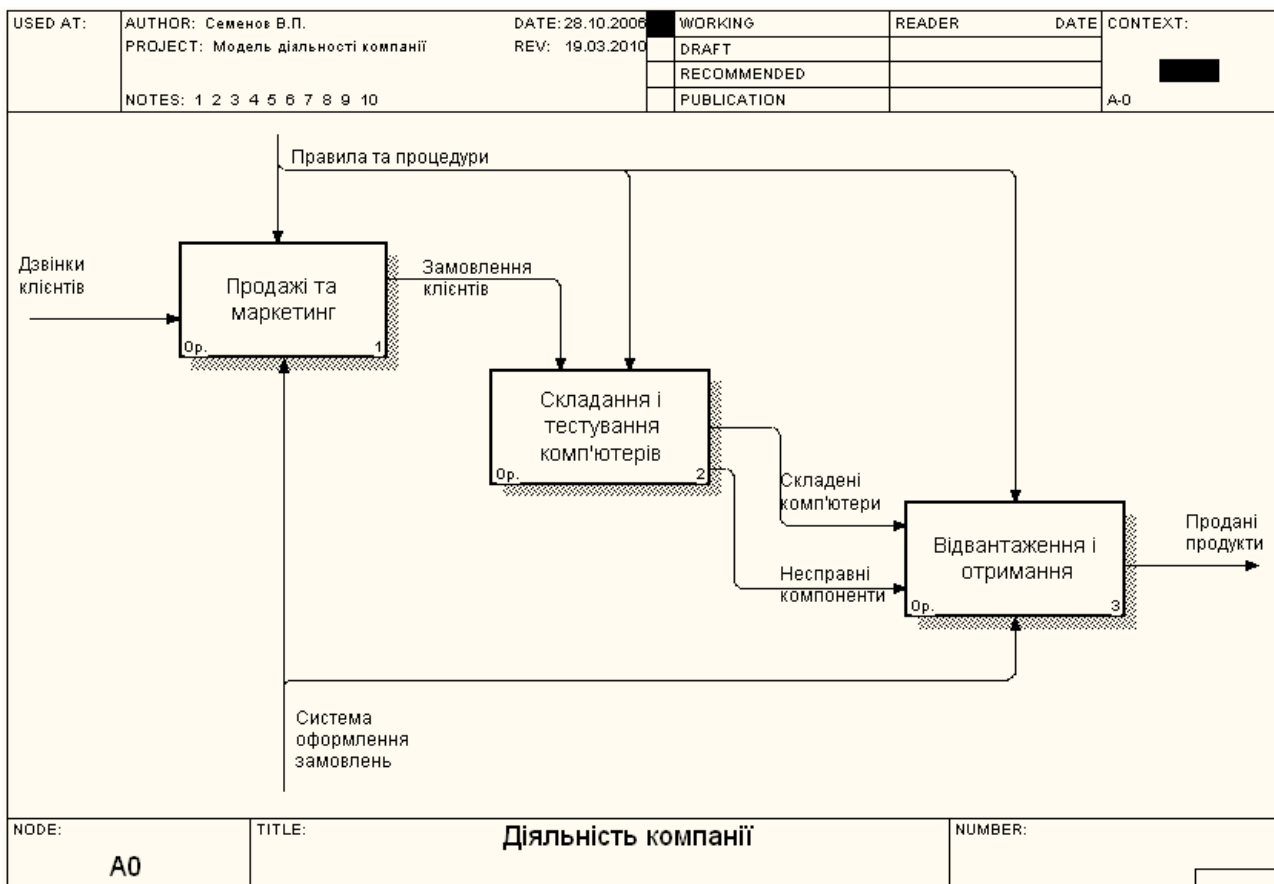 USED AT:
AUTHOR: Семенов В.П.
DATE: 28.10.2006
PROJECT: Модель діяльності компанії
REV: 19.03.2010
NOTES: 1 2 3 4 5 6 7 8 9 10
WORKING
DRAFT
RECOMMENDED
PUBLICATION
READER
DATE
CONTEXT:
A-0
Правила та процедури
Дзвінки
клієнтів
Продажі та
маркетинг
0р.
1
Замовлення
клієнтів
Складання і
тестування
комп'ютерів
0р.
2
Складені
комп'ютери
Несправні
компоненти
Відвантаження і
отримання
0р.
3
Продані
продукти
Система
оформлення
замовлень
NODE:
A0
TITLE:
Діяльність компанії
NUMBER: